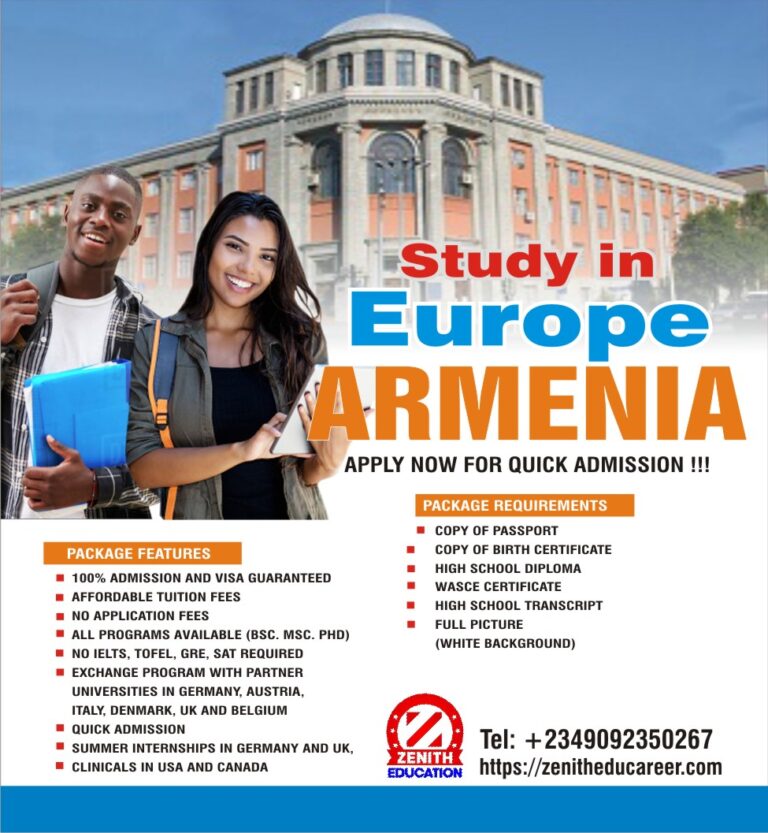 Study in
Europe
ARMENIA
APPLY NOW FOR QUICK ADMISSION !!!
PACKAGE REQUIREMENTS
COPY OF PASSPORT
COPY OF BIRTH CERTIFICATE
HIGH SCHOOL DIPLOMA
WASCE CERTIFICATE
HIGH SCHOOL TRANSCRIPT
FULL PICTURE
(WHITE BACKGROUND)
PACKAGE FEATURES
100% ADMISSION AND VISA GUARANTEED
AFFORDABLE TUITION FEES
NO APPLICATION FEES
ALL PROGRAMS AVAILABLE (BSC. MSC. PHD)
NO IELTS, TOFEL, GRE, SAT REQUIRED
EXCHANGE PROGRAM WITH PARTNER
UNIVERSITIES IN GERMANY, AUSTRIA,
ITALY, DENMARK, UK AND BELGIUM
QUICK ADMISSION
SUMMER INTERNSHIPS IN GERMANY AND UK,
CLINICALS IN USA AND CANADA
Z
ZENITH
EDUCATION
Tel: +2349092350267
https://zenitheducareer.com